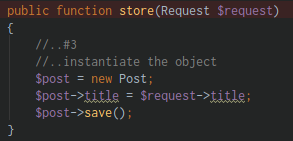 public function store(Request $request)
{
//..#3
//..instantiate the object
$post = new Post;
$post->title = $request->title;
$post->save();
}